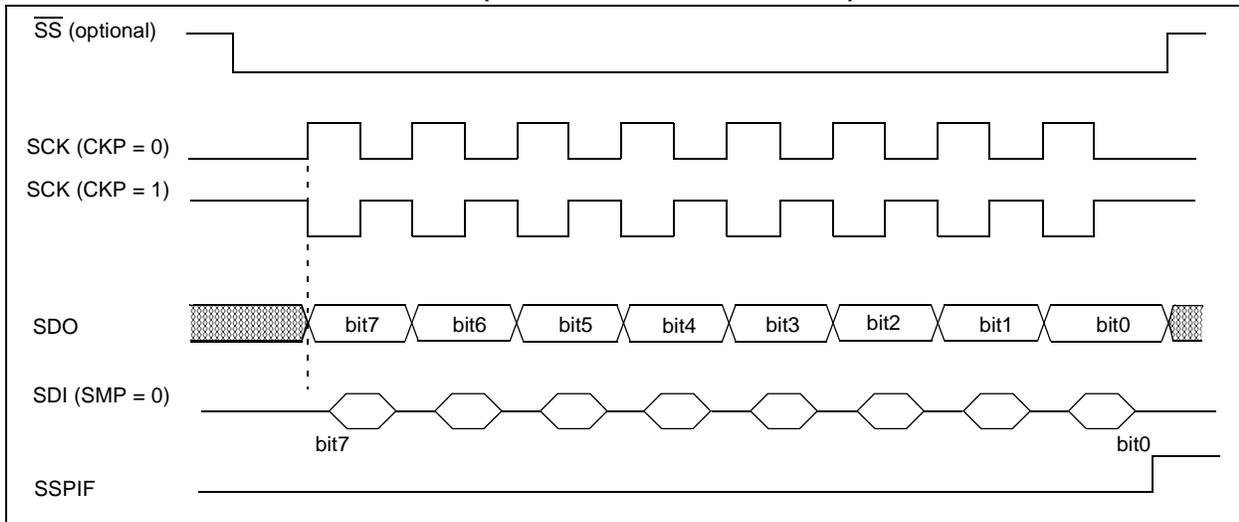 SS (optional)
SCK (CKP = 0)
SCK (CKP = 1)
SDO bit7 bit6 bit5 bit4 bit3 bit2 bit1 bit0
SDI (SMP = 0)
bit7 bit0
SSPIF